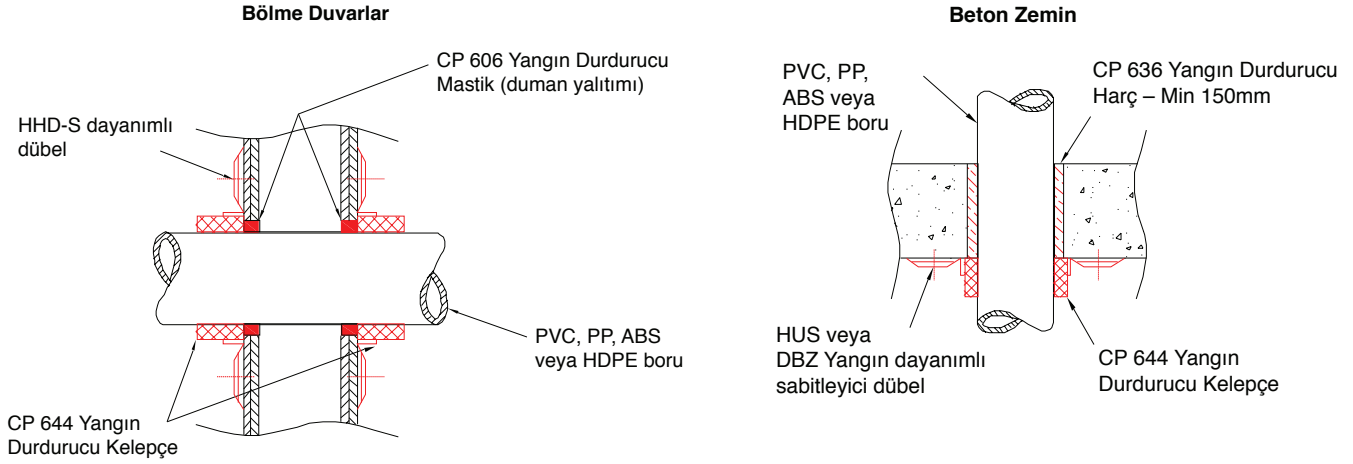 Bölme Duvarlar
CP 606 Yangın Durdurucu
Mastik (duman yalıtımı)
HHD-S dayanımlı
dübel
PVC, PP, ABS
veya HDPE boru
CP 644 Yangın
Durdurucu Kelepçe
Beton Zemin
PVC, PP,
ABS veya
HDPE boru
CP 636 Yangın Durdurucu
Harç – Min 150mm
HUS veya
DBZ Yangın dayanımlı
sabitleyici dübel
CP 644 Yangın
Durdurucu Kelepçe